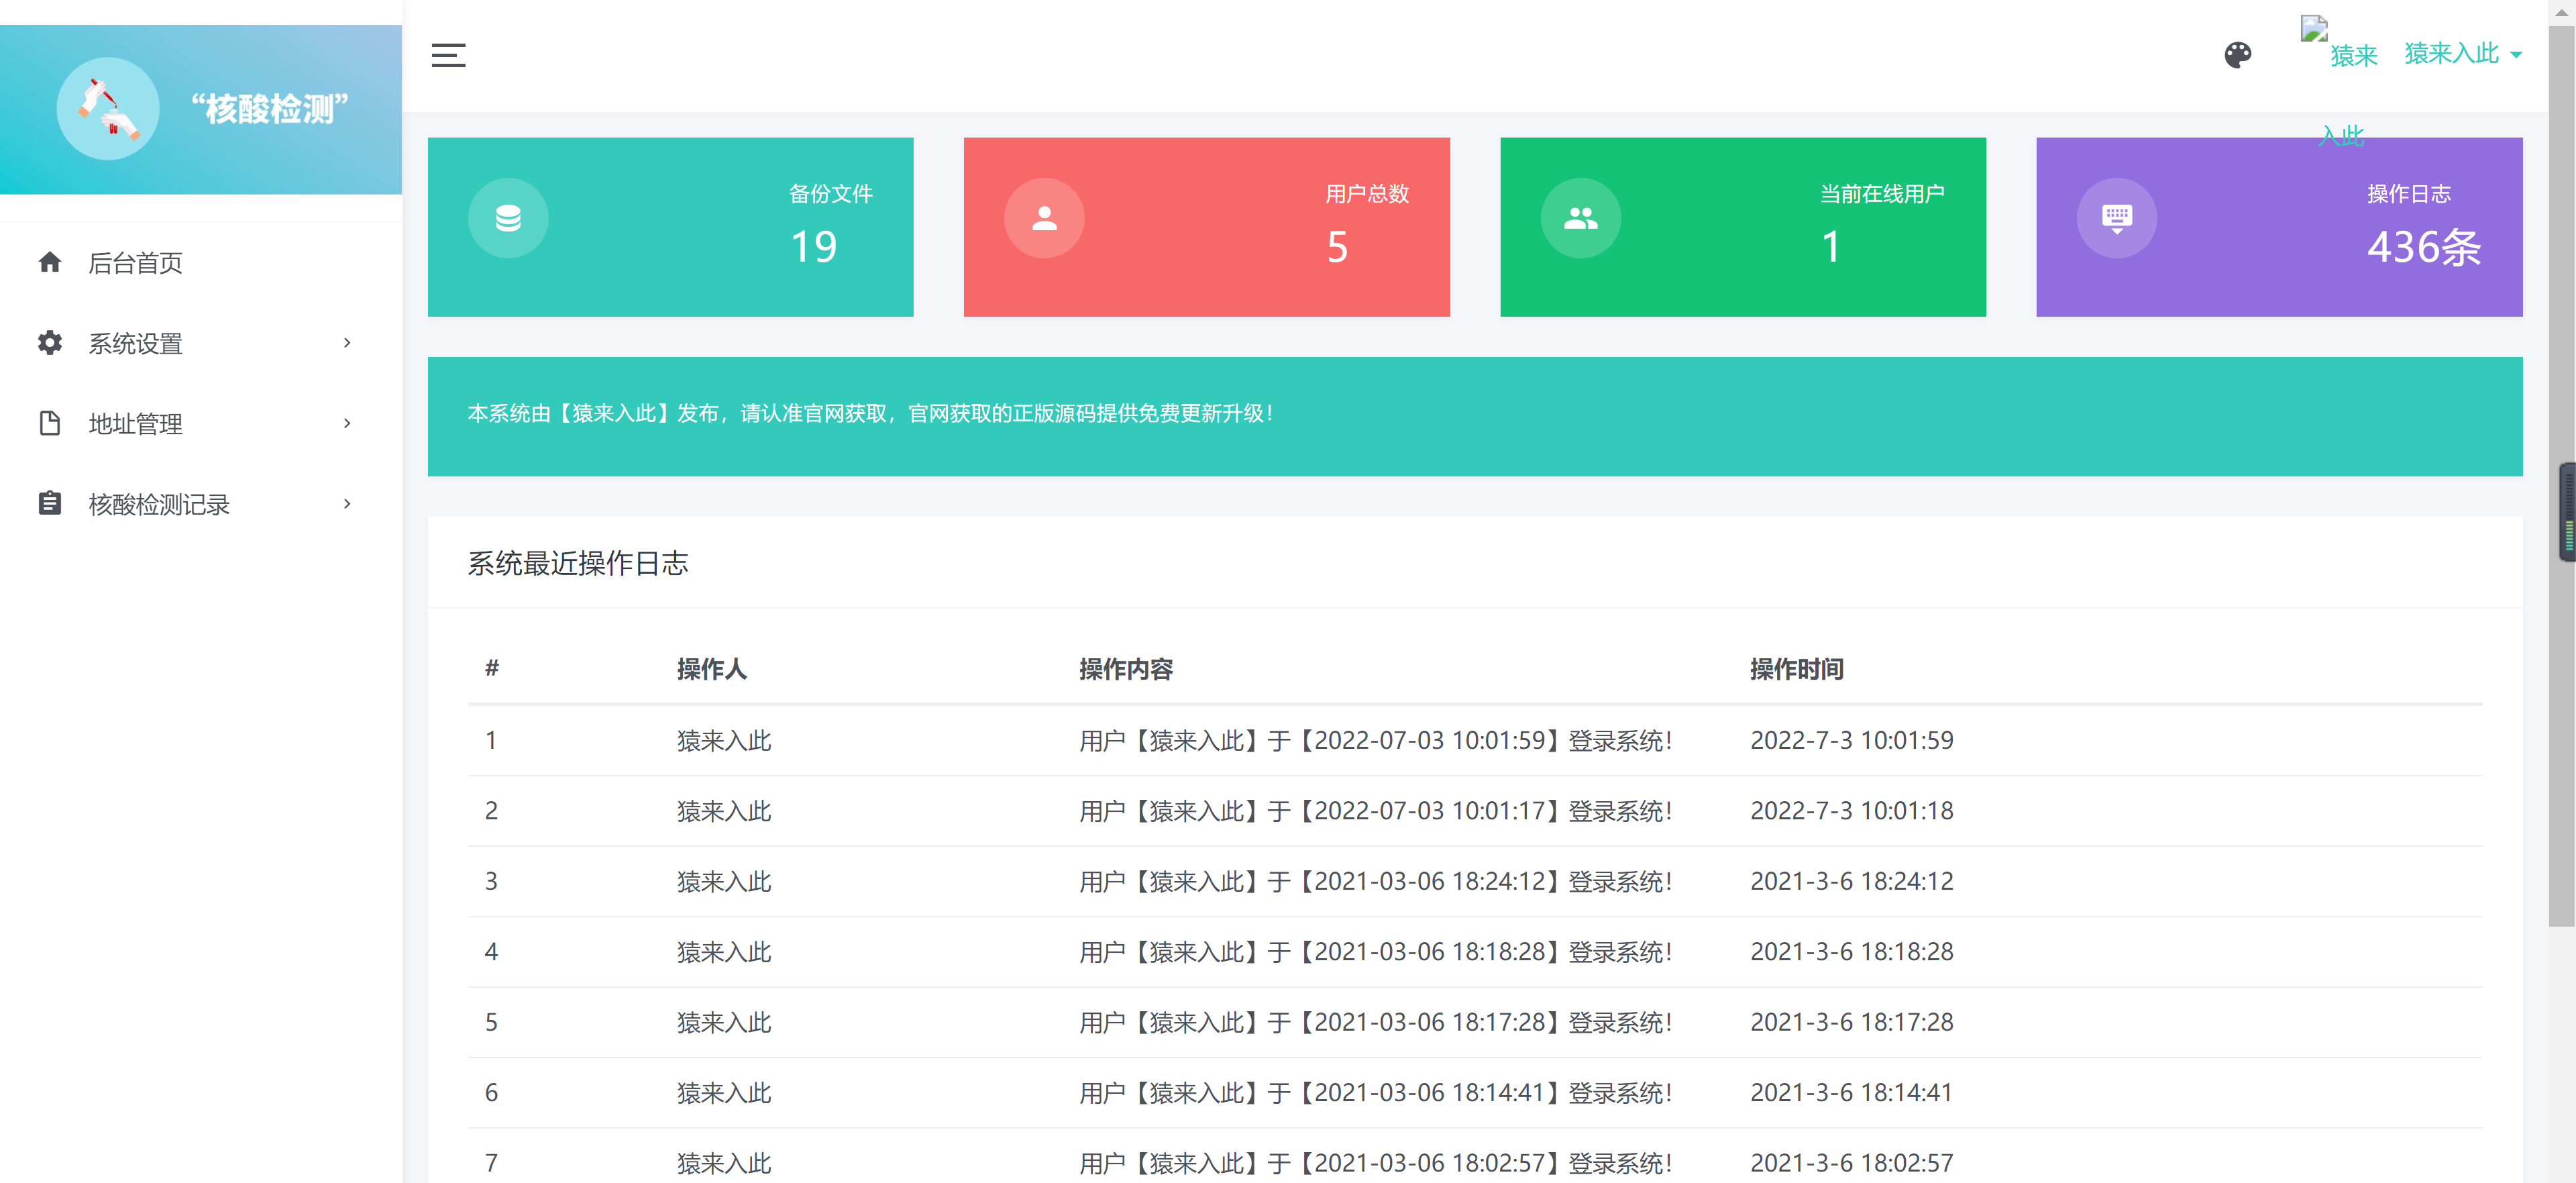 “核酸检测”
后台首页
系统设置
地址管理
核酸检测记录
猿来
入此
猿来入此
备份文件
19
用户总数
5
当前在线用户
1
操作日志
436条
本系统由【猿来入此】发布，请认准官网获取，官网获取的正版源码提供免费更新升级！
系统最近操作日志
# 操作人 操作内容 操作时间
1 猿来入此 用户【猿来入此】于【2022-07-03 10:01:59】登录系统！ 2022-7-3 10:01:59
2 猿来入此 用户【猿来入此】于【2022-07-03 10:01:17】登录系统！ 2022-7-3 10:01:18
3 猿来入此 用户【猿来入此】于【2021-03-06 18:24:12】登录系统！ 2021-3-6 18:24:12
4 猿来入此 用户【猿来入此】于【2021-03-06 18:18:28】登录系统！ 2021-3-6 18:18:28
5 猿来入此 用户【猿来入此】于【2021-03-06 18:17:28】登录系统！ 2021-3-6 18:17:28
6 猿来入此 用户【猿来入此】于【2021-03-06 18:14:41】登录系统！ 2021-3-6 18:14:41
7 猿来入此 用户【猿来入此】于【2021-03-06 18:02:57】登录系统！ 2021-3-6 18:02:57